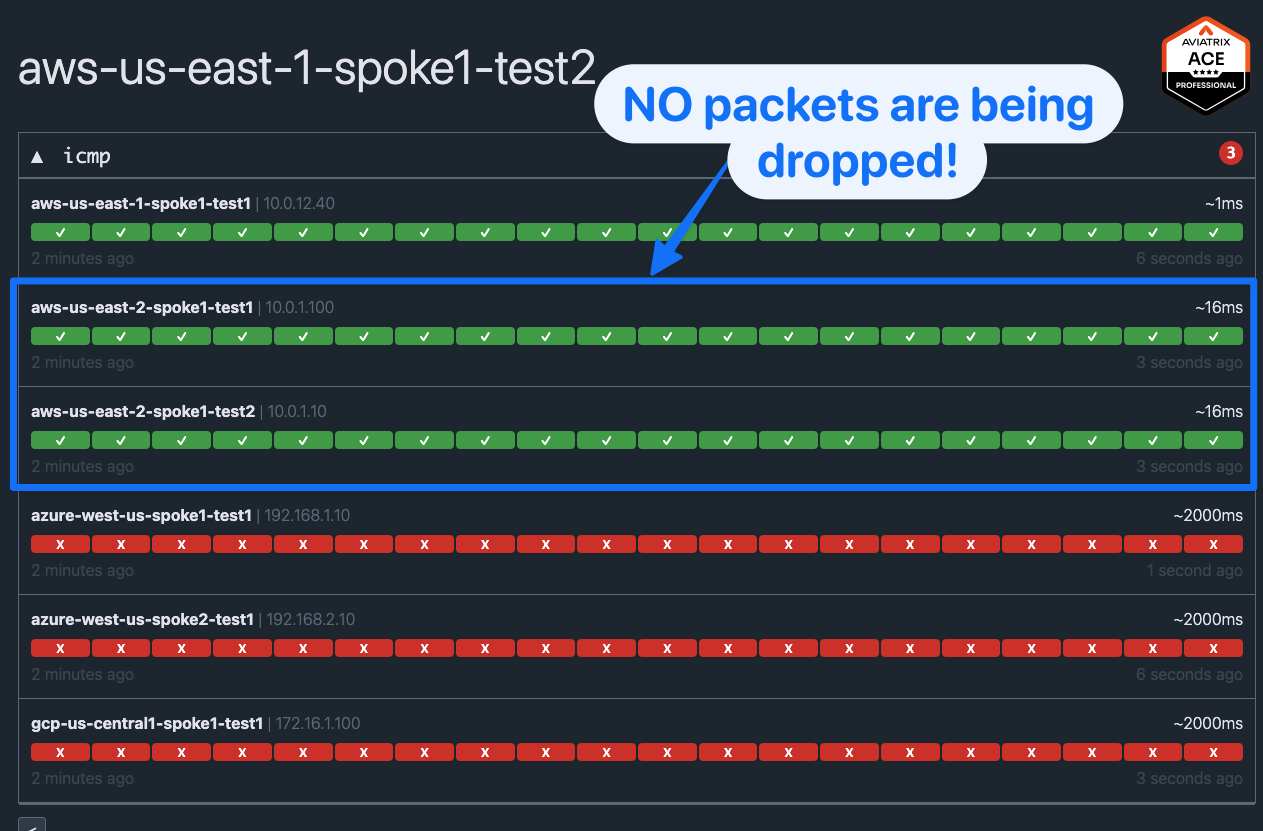 AVIATRIX
ACE
PROFESSIONAL
aws-us-east-1-spoke1-test2
NO packets are being
dropped!
▲ icmp 3
aws-us-east-1-spoke1-test1 | 10.0.12.40 ~1ms
✓ ✓ ✓ ✓ ✓ ✓ ✓ ✓ ✓ ✓ ✓ ✓ ✓ ✓ ✓ ✓ ✓ ✓ ✓ ✓
2 minutes ago 6 seconds ago
aws-us-east-2-spoke1-test1 | 10.0.1.100 ~16ms
✓ ✓ ✓ ✓ ✓ ✓ ✓ ✓ ✓ ✓ ✓ ✓ ✓ ✓ ✓ ✓ ✓ ✓ ✓ ✓
2 minutes ago 3 seconds ago
aws-us-east-2-spoke1-test2 | 10.0.1.10 ~16ms
✓ ✓ ✓ ✓ ✓ ✓ ✓ ✓ ✓ ✓ ✓ ✓ ✓ ✓ ✓ ✓ ✓ ✓ ✓ ✓
2 minutes ago 3 seconds ago
azure-west-us-spoke1-test1 | 192.168.1.10 ~2000ms
X X X X X X X X X X X X X X X X X X X X
2 minutes ago 1 second ago
azure-west-us-spoke2-test1 | 192.168.2.10 ~2000ms
X X X X X X X X X X X X X X X X X X X X
2 minutes ago 6 seconds ago
gcp-us-central1-spoke1-test1 | 172.16.1.100 ~2000ms
X X X X X X X X X X X X X X X X X X X X
2 minutes ago 3 seconds ago
<